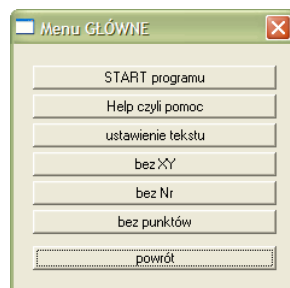 Menu GŁÓWNE
START programu
Help czyli pomoc
ustawienie tekstu
bez XY
bez Nr
bez punktów
powrót